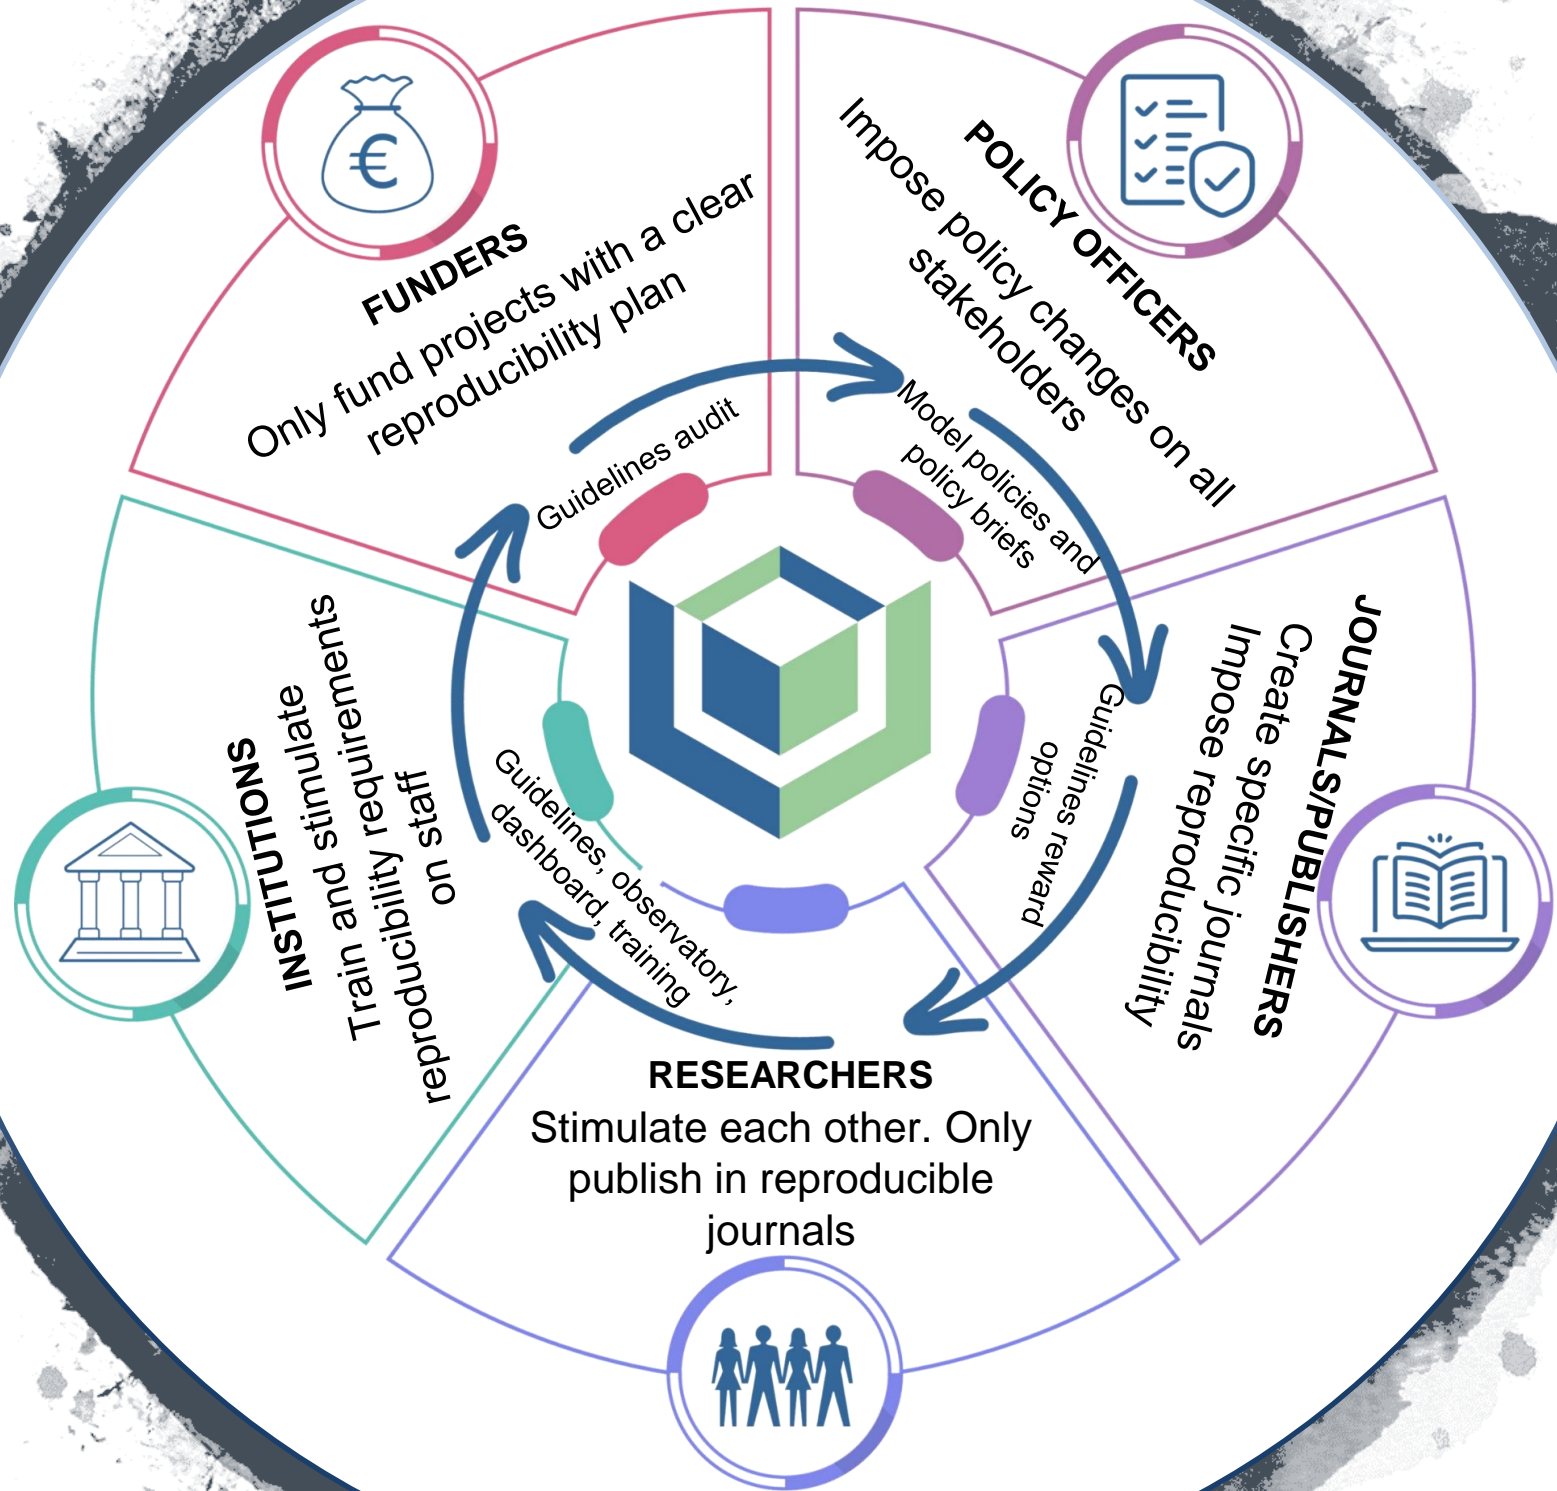 FUNDERS
Only fund projects with a clear
reproducibility plan
Guidelines audit
POLICY OFFICERS
Impose policy changes on all
stakeholders
Model policies and
policy briefs
JOURNALS/PUBLISHERS
Create specific journals
Impose reproducibility
Guidelines reward
options
RESEARCHERS
Stimulate each other. Only
publish in reproducible
journals
Guidelines, observatory,
dashboard, training
INSTITUTIONS
Train and stimulate
reproducibility requirements
on staff
€